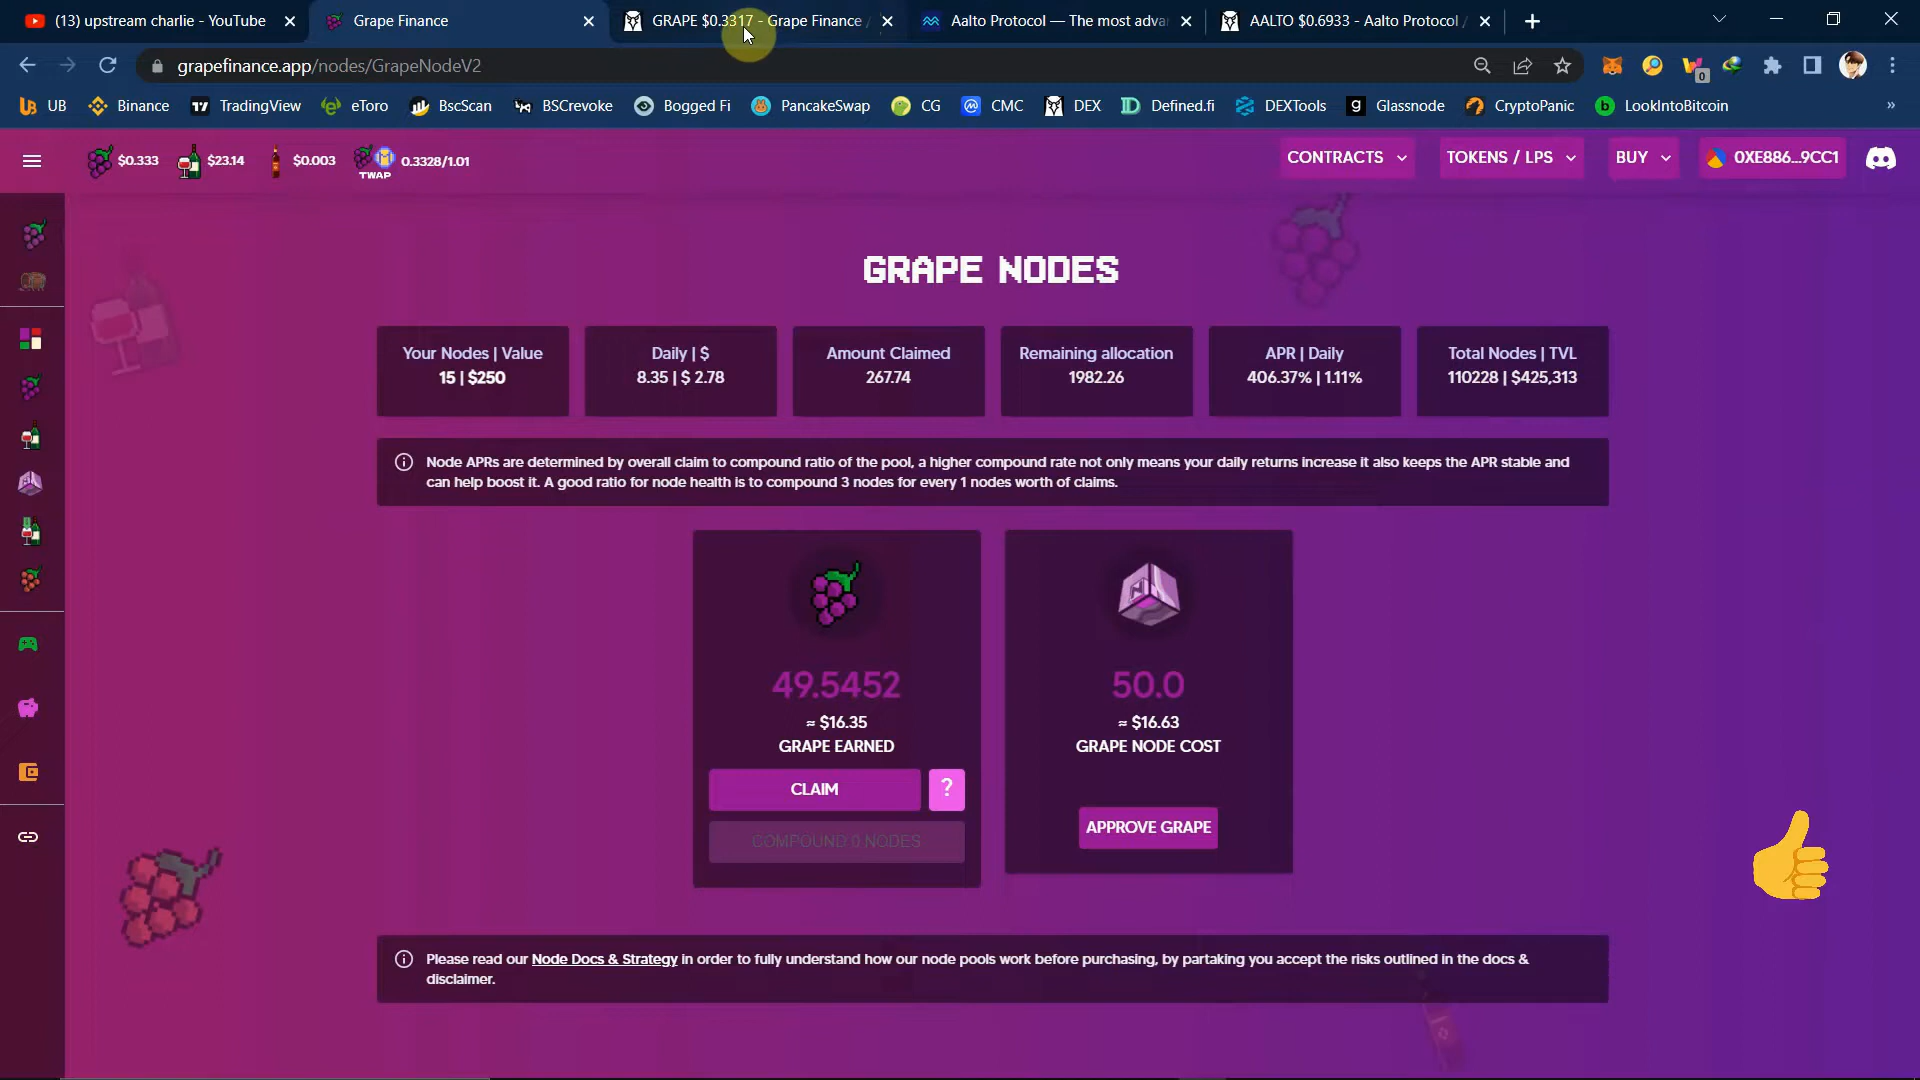 (13) upstream charlie - YouTube
Grape Finance
GRAPE $0.3317 - Grape Finance /
Aalto Protocol — The most adva
AALTO $0.6933 - Aalto Protocol /
grapefinance.app/nodes/GrapeNodeV2
0
UB
Binance
TradingView
eToro
BscScan
BSCrevoke
Bogged Fi
PancakeSwap
CG
CMC
DEX
Defined.fi
DEXTools
Glassnode
CryptoPanic
LookIntoBitcoin
»
$0.333
$23.14
$0.003
TWAP
0.3328/1.01
CONTRACTS
TOKENS / LPS
BUY
0XE886...9CC1
GRAPE NODES
Your Nodes | Value
15 | $250
Daily | $
8.35 | $ 2.78
Amount Claimed
267.74
Remaining allocation
1982.26
APR | Daily
406.37% | 1.11%
Total Nodes | TVL
110228 | $425,313
Node APRs are determined by overall claim to compound ratio of the pool, a higher compound rate not only means your daily returns increase it also keeps the APR stable and
can help boost it. A good ratio for node health is to compound 3 nodes for every 1 nodes worth of claims.
49.5452
≈ $16.35
GRAPE EARNED
CLAIM
?
COMPOUND 0 NODES
50.0
≈ $16.63
GRAPE NODE COST
APPROVE GRAPE
Please read our Node Docs & Strategy in order to fully understand how our node pools work before purchasing, by partaking you accept the risks outlined in the docs &
disclaimer.